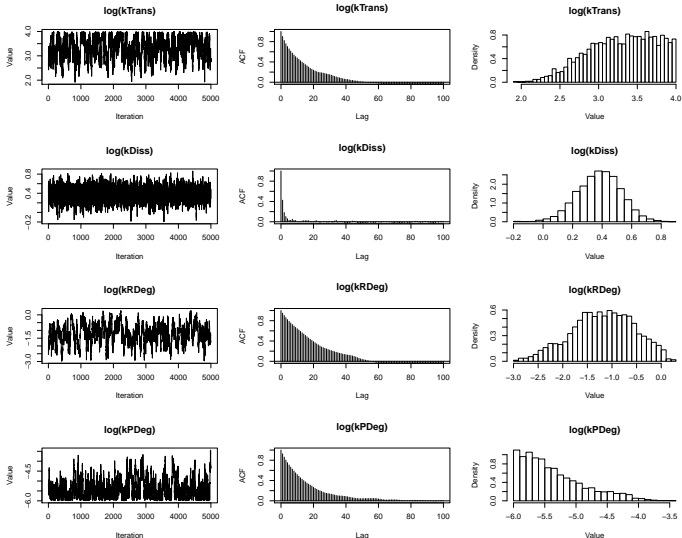 log(kTrans)
Value
2.0 3.0 4.0
0 1000 2000 3000 4000 5000
Iteration
log(kTrans)
ACF
0.0 0.4 0.8
0 20 40 60 80 100
Lag
log(kTrans)
Density
0.0 0.4 0.8
2.0 2.5 3.0 3.5 4.0
Value
log(kDiss)
Value
−0.2 0.4 0.8
0 1000 2000 3000 4000 5000
Iteration
log(kDiss)
ACF
0.0 0.4 0.8
0 20 40 60 80 100
Lag
log(kDiss)
Density
0.0 1.0 2.0
−0.2 0.0 0.2 0.4 0.6 0.8
Value
log(kRDeg)
Value
−3.0 −1.5 0.0
0 1000 2000 3000 4000 5000
Iteration
log(kRDeg)
ACF
0.0 0.4 0.8
0 20 40 60 80 100
Lag
log(kRDeg)
Density
0.0 0.3 0.6
−3.0 −2.5 −2.0 −1.5 −1.0 −0.5 0.0
Value
log(kPDeg)
Value
−6.0 −4.5
0 1000 2000 3000 4000 5000
Iteration
log(kPDeg)
ACF
0.0 0.4 0.8
0 20 40 60 80 100
Lag
log(kPDeg)
Density
0.0 0.4 0.8
−6.0 −5.5 −5.0 −4.5 −4.0 −3.5
Value